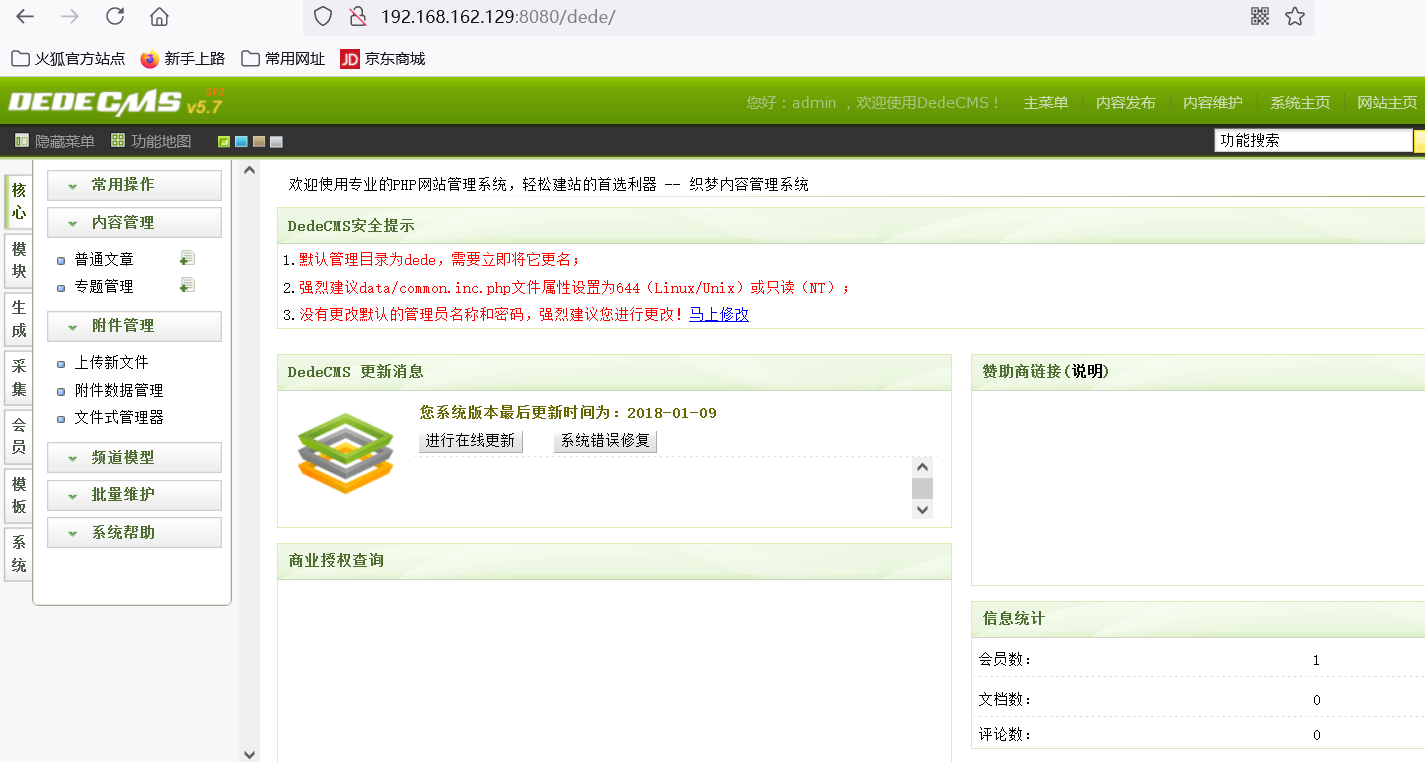 192.168.162.129:8080/dede/
火狐官方站点 新手上路 常用网址 JD 京东商城
DEDECMS v5.7 SP2 您好：admin ，欢迎使用DedeCMS！ 主菜单 内容发布 内容维护 系统主页 网站主页
隐藏菜单 功能地图 功能搜索
核心
模块
生成
采集
会员
模板
系统
常用操作
内容管理
普通文章
专题管理
附件管理
上传新文件
附件数据管理
文件式管理器
频道模型
批量维护
系统帮助
欢迎使用专业的PHP网站管理系统，轻松建站的首选利器 -- 织梦内容管理系统
DedeCMS安全提示
1.默认管理目录为dede，需要立即将它更名；
2.强烈建议data/common.inc.php文件属性设置为644（Linux/Unix）或只读（NT）；
3.没有更改默认的管理员名称和密码，强烈建议您进行更改！马上修改
DedeCMS 更新消息
您系统版本最后更新时间为：2018-01-09
进行在线更新 系统错误修复
商业授权查询
赞助商链接(说明)
信息统计
会员数： 1
文档数： 0
评论数： 0